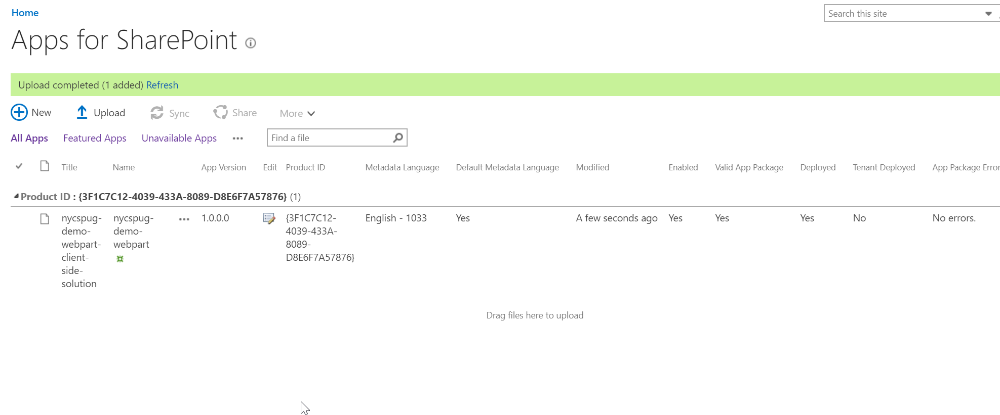 Home
Search this site
Apps for SharePoint
Upload completed (1 added) Refresh
New Upload Sync Share More
All Apps Featured Apps Unavailable Apps ••• Find a file
Title Name App Version Edit Product ID Metadata Language Default Metadata Language Modified Enabled Valid App Package Deployed Tenant Deployed App Package Error
Product ID : {3F1C7C12-4039-433A-8089-D8E6F7A57876} (1)
nycspug- nycspug- ••• 1.0.0.0 {3F1C7C12- English - 1033 Yes A few seconds ago Yes Yes Yes No No errors.
demo- demo- 4039-433A-
webpart- webpart 8089-
client- D8E6F7A57876}
side-
solution
Drag files here to upload